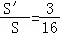 S′/S = 3/16